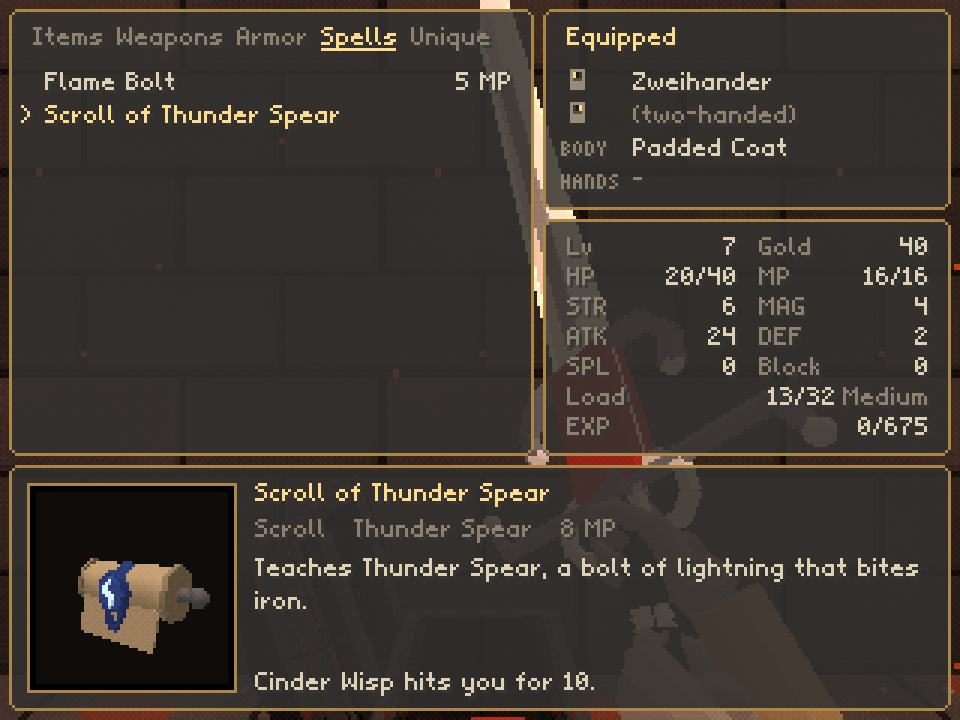 Items Weapons Armor Spells Unique
Flame Bolt 5 MP
> Scroll of Thunder Spear
Equipped
Zweihander
(two-handed)
BODY Padded Coat
HANDS -
Lv 7 Gold 40
HP 20/40 MP 16/16
STR 6 MAG 4
ATK 24 DEF 2
SPL 0 Block 0
Load 13/32 Medium
EXP 0/675
Scroll of Thunder Spear
Scroll Thunder Spear 8 MP
Teaches Thunder Spear, a bolt of lightning that bites
iron.
Cinder Wisp hits you for 10.